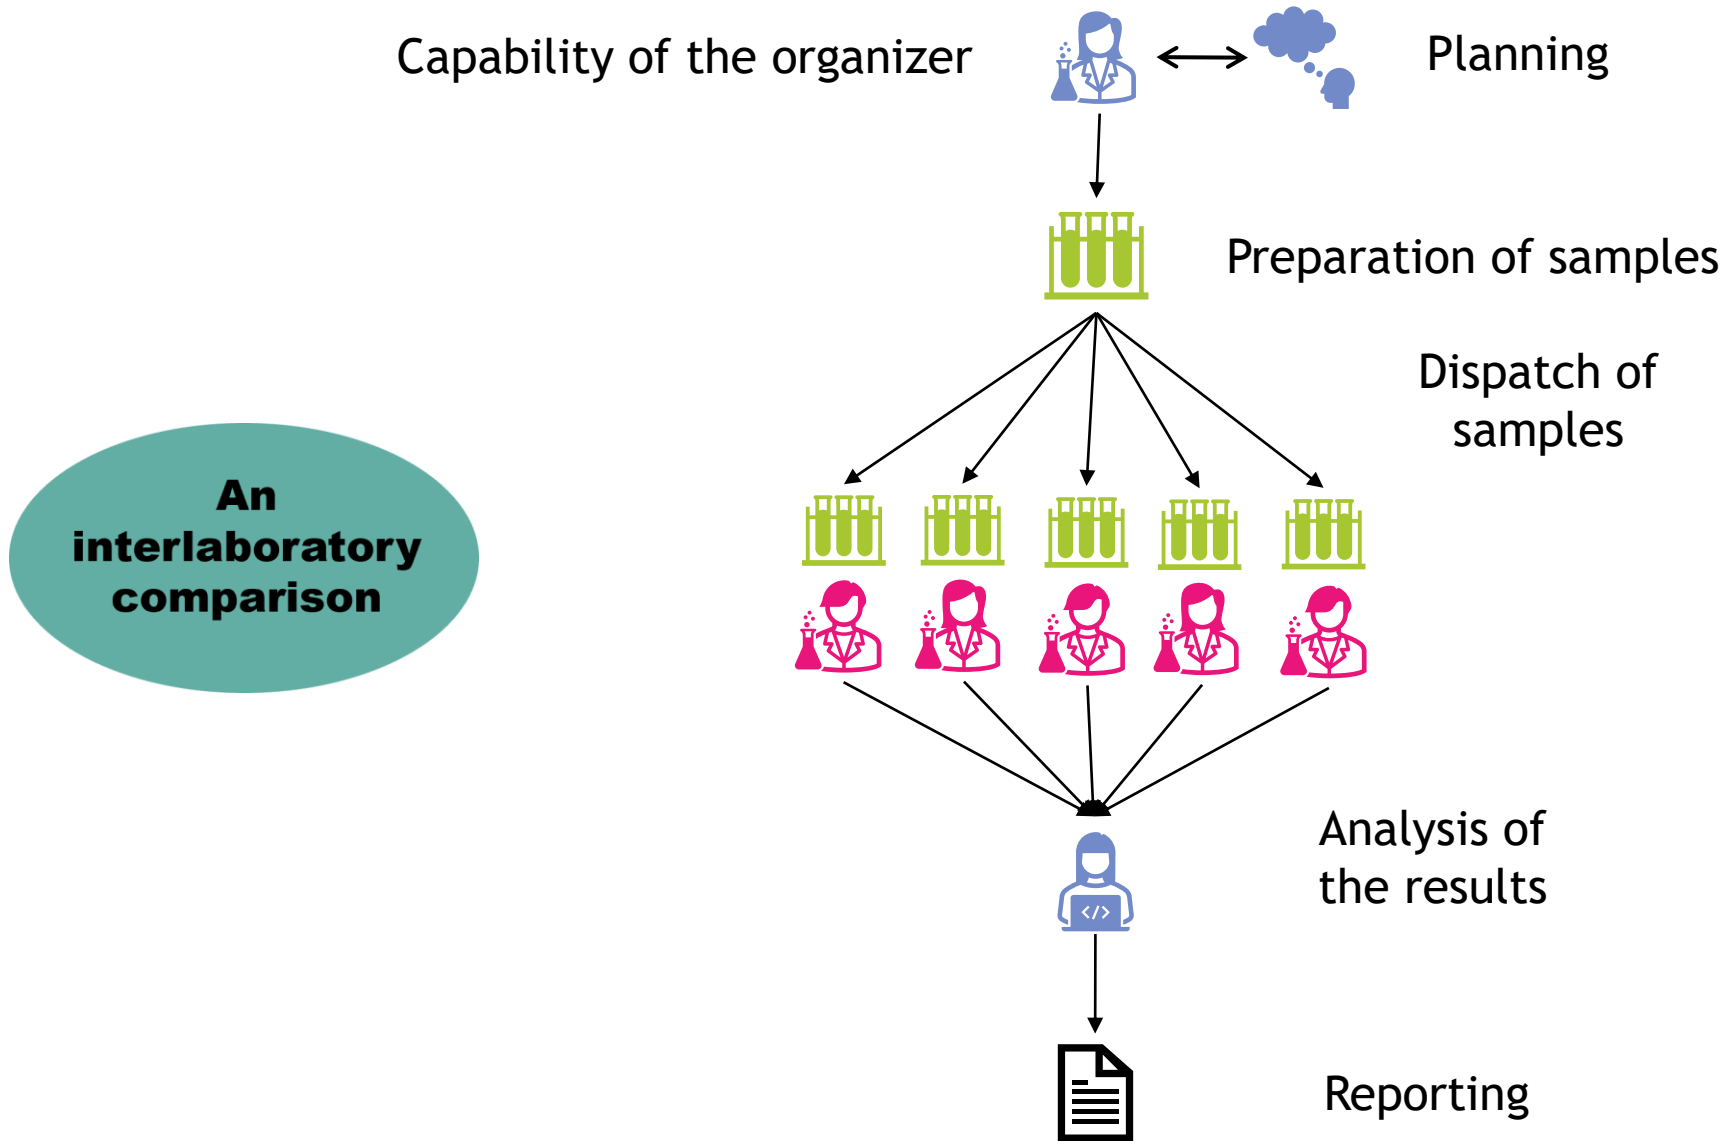 Capability of the organizer
Planning
Preparation of samples
Dispatch of
samples
An
interlaboratory
comparison
Analysis of
the results
</>
Reporting